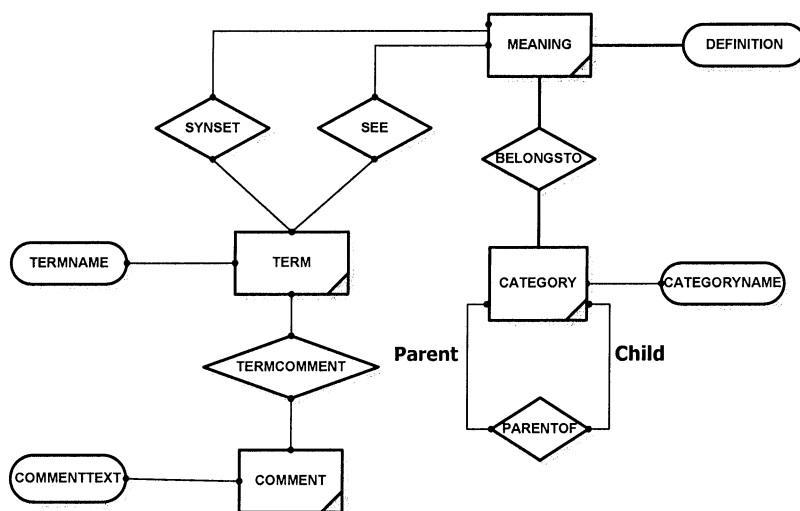 MEANING
DEFINITION
SYNSET
SEE
BELONGSTO
TERMNAME
TERM
CATEGORY
CATEGORYNAME
Parent
Child
TERMCOMMENT
PARENTOF
COMMENTTEXT
COMMENT